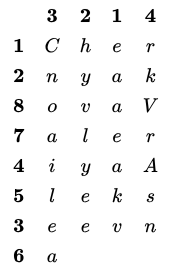 3 2 1 4
1 C h e r
2 n y a k
8 o v a V
7 a l e r
4 i y a A
5 l e k s
3 e e v n
6 a